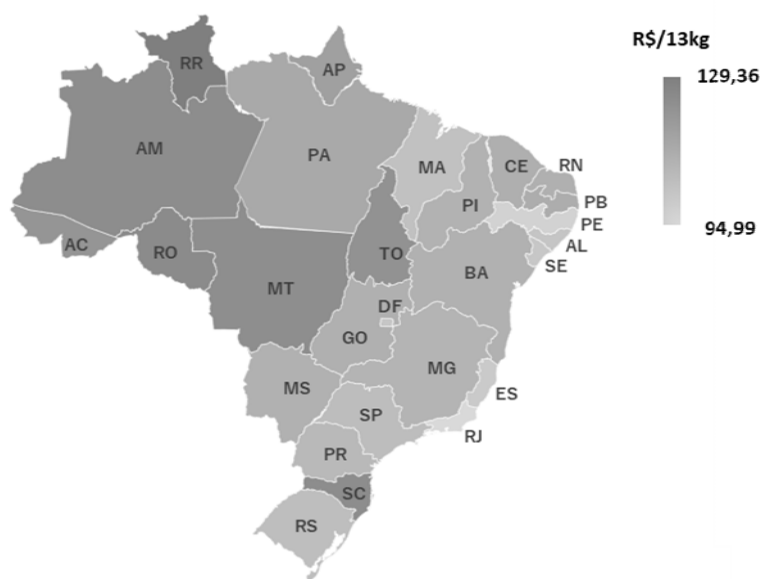 R$/13kg
129,36
94,99
RR
AP
AM
PA
MA
CE
RN
PI
PB
PE
AL
SE
AC
RO
TO
MT
BA
DF
GO
MG
MS
ES
SP
RJ
PR
SC
RS